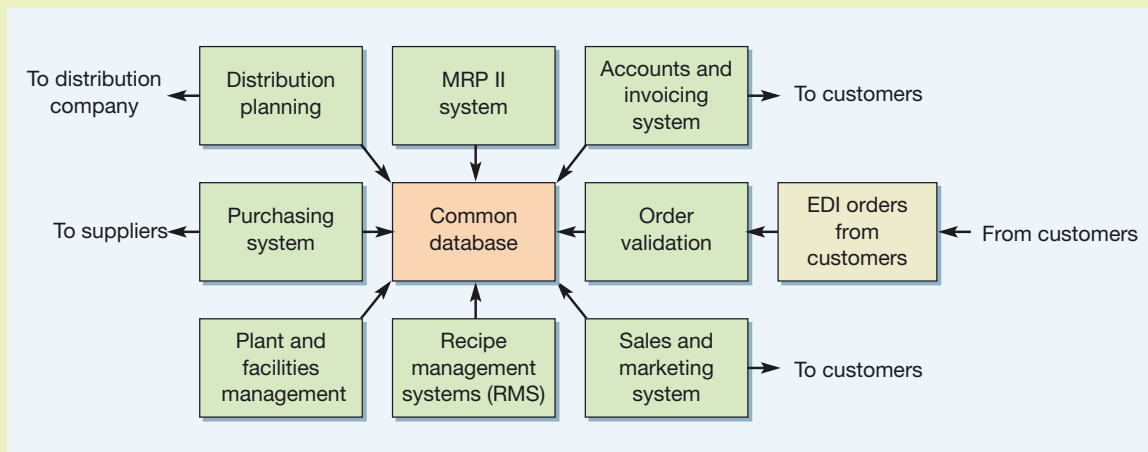 To distribution
company
Distribution
planning
MRP II
system
Accounts and
invoicing
system
To customers
To suppliers
Purchasing
system
Common
database
Order
validation
EDI orders
from
customers
From customers
Plant and
facilities
management
Recipe
management
systems (RMS)
Sales and
marketing
system
To customers